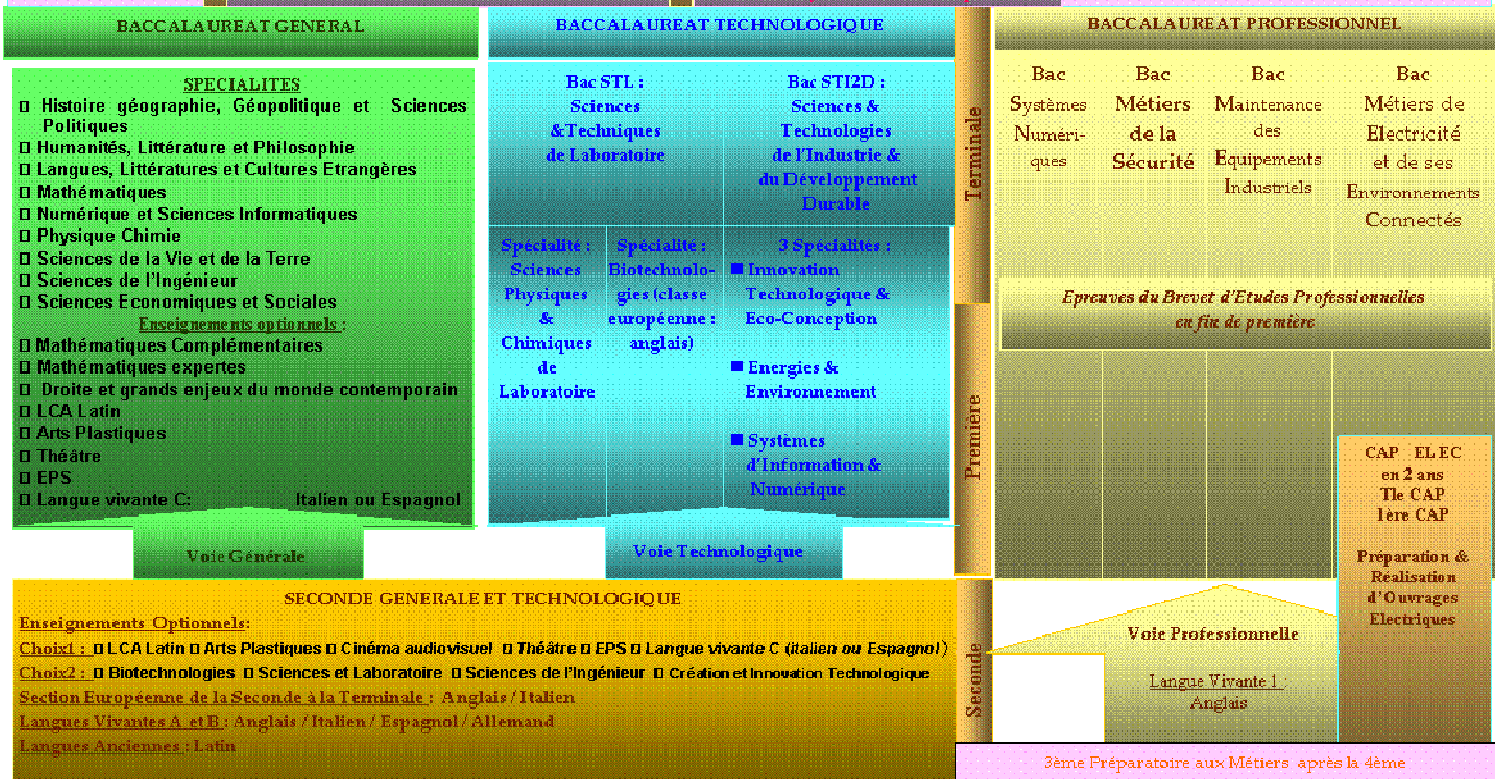 BACCALAUREAT GENERAL
SPECIALITES
Histoire géographie, Géopolitique et Sciences
Politiques
Humanités, Littérature et Philosophie
Langues, Littératures et Cultures Etrangères
Mathématiques
Numérique et Sciences Informatiques
Physique Chimie
Sciences de la Vie et de la Terre
Sciences de l'Ingénieur
Sciences Economiques et Sociales
Enseignements optionnels :
Mathématiques Complémentaires
Mathématiques expertes
Droite et grands enjeux du monde contemporain
LCA Latin
Arts Plastiques
Théâtre
EPS
Langue vivante C: Italien ou Espagnol
Voie Générale
BACCALAUREAT TECHNOLOGIQUE
Bac STL :
Sciences
&Techniques
de Laboratoire
Bac STI2D :
Sciences &
Technologies
de l'Industrie &
du Développement
Durable
Spécialité :
Sciences
Physiques
&
Chimiques
de
Laboratoire
Spécialité :
Biotechnolo-
gies (classe
européenne :
anglais)
3 Spécialités :
Innovation
Technologique &
Eco-Conception
Energies &
Environnement
Systèmes
d'Information &
Numérique
Voie Technologique
Terminale
Première
Seconde
BACCALAUREAT PROFESSIONNEL
Bac
Systèmes
Numéri-
ques
Bac
Métiers
de la
Sécurité
Bac
Maintenance
des
Equipements
Industriels
Bac
Métiers de
Electricité
et de ses
Environnements
Connectés
Epreuves du Brevet d'Etudes Professionnelles
en fin de première
CAP ELEC
en 2 ans
Tle CAP
1ère CAP
Préparation &
Réalisation
d'Ouvrages
Electriques
Voie Professionnelle
Langue Vivante 1 :
Anglais
SECONDE GENERALE ET TECHNOLOGIQUE
Enseignements Optionnels:
Choix1 : LCA Latin Arts Plastiques Cinéma audiovisuel Théâtre EPS Langue vivante C (italien ou Espagnol)
Choix2 : Biotechnologies Sciences et Laboratoire Sciences de l'Ingénieur Création et Innovation Technologique
Section Européenne de la Seconde à la Terminale : Anglais / Italien
Langues Vivantes A et B : Anglais / Italien / Espagnol / Allemand
Langues Anciennes : Latin
3ème Préparatoire aux Métiers après la 4ème